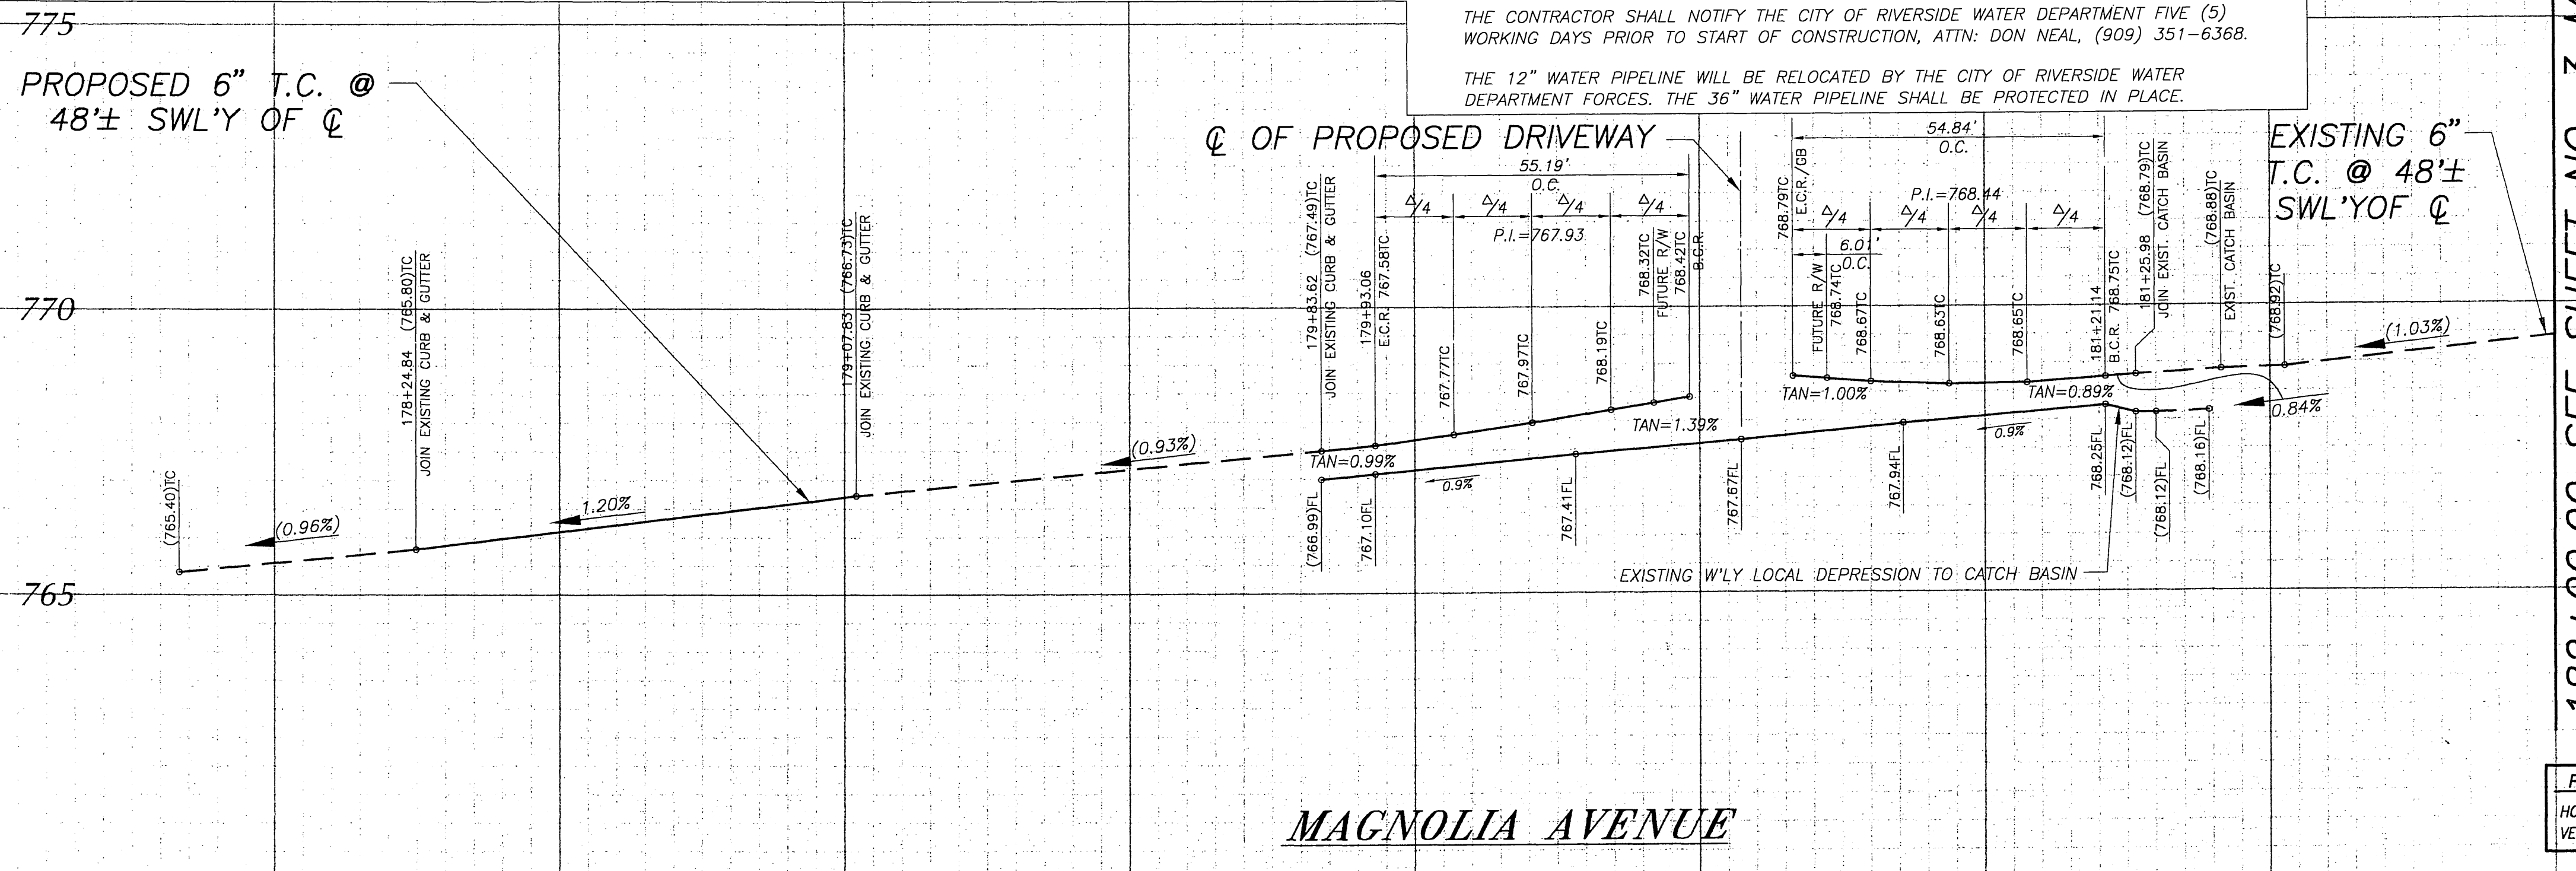 775
770
765
THE CONTRACTOR SHALL NOTIFY THE CITY OF RIVERSIDE WATER DEPARTMENT FIVE (5)
WORKING DAYS PRIOR TO START OF CONSTRUCTION, ATTN: DON NEAL, (909) 351-6368.
THE 12" WATER PIPELINE WILL BE RELOCATED BY THE CITY OF RIVERSIDE WATER
DEPARTMENT FORCES. THE 36" WATER PIPELINE SHALL BE PROTECTED IN PLACE.
PROPOSED 6" T.C. @
48'± SWL'Y OF ℄
℄ OF PROPOSED DRIVEWAY
EXISTING 6"
T.C. @ 48'±
SWL'YOF ℄
(765.40)TC
(0.96%)
178+24.84 (765.80)TC
JOIN EXISTING CURB & GUTTER
1.20%
179+07.83 (766.73)TC
JOIN EXISTING CURB & GUTTER
(0.93%)
179+83.62 (767.49)TC
JOIN EXISTING CURB & GUTTER
179+93.06
E.C.R. 767.58TC
55.19'
O.C.
Δ/4
Δ/4
Δ/4
Δ/4
P.I.=767.93
767.77TC
767.97TC
768.19TC
768.32TC
FUTURE R/W
768.42TC
B.C.R.
TAN=0.99%
TAN=1.39%
768.79TC
E.C.R./GB
54.84'
O.C.
P.I.=768.44
Δ/4
Δ/4
Δ/4
Δ/4
6.01'
O.C.
FUTURE R/W
768.74TC
768.67TC
768.63TC
768.65TC
181+21.14
B.C.R. 768.75TC
181+25.98 (768.79)TC
JOIN EXIST. CATCH BASIN
(768.88)TC
EXIST. CATCH BASIN
(768.92)TC
(1.03%)
TAN=1.00%
TAN=0.89%
0.84%
(766.99)FL
767.10FL
0.9%
767.41FL
767.67FL
767.94FL
0.9%
768.25FL
(768.12)FL
(768.12)FL
(768.16)FL
EXISTING W'LY LOCAL DEPRESSION TO CATCH BASIN
MAGNOLIA AVENUE